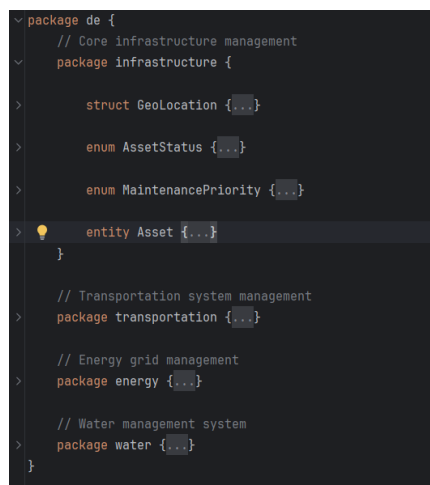 package de {
// Core infrastructure management
package infrastructure {
struct GeoLocation {...}
enum AssetStatus {...}
enum MaintenancePriority {...}
entity Asset {...}
}
// Transportation system management
package transportation {...}
// Energy grid management
package energy {...}
// Water management system
package water {...}
}